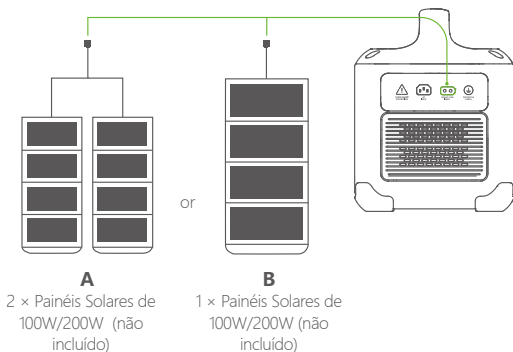 or
A
2 × Painéis Solares de
100W/200W (não
incluído)
B
1 × Painéis Solares de
100W/200W (não
incluído)